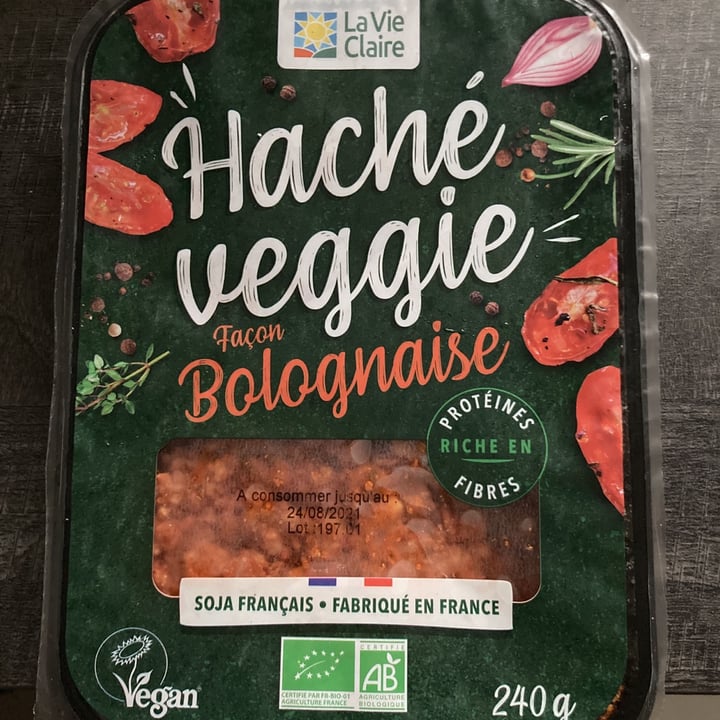 La Vie
Claire
Haché
veggie
Façon
Bolognaise
PROTÉINES
RICHE EN
FIBRES
A consommer jusqu'au :
24/08/2021
Lot :197 01
SOJA FRANÇAIS • FABRIQUÉ EN FRANCE
Vegan
CERTIFIÉ PAR FR-BIO-01
AGRICULTURE FRANCE
CERTIFIÉ
AB
AGRICULTURE
BIOLOGIQUE
240 g